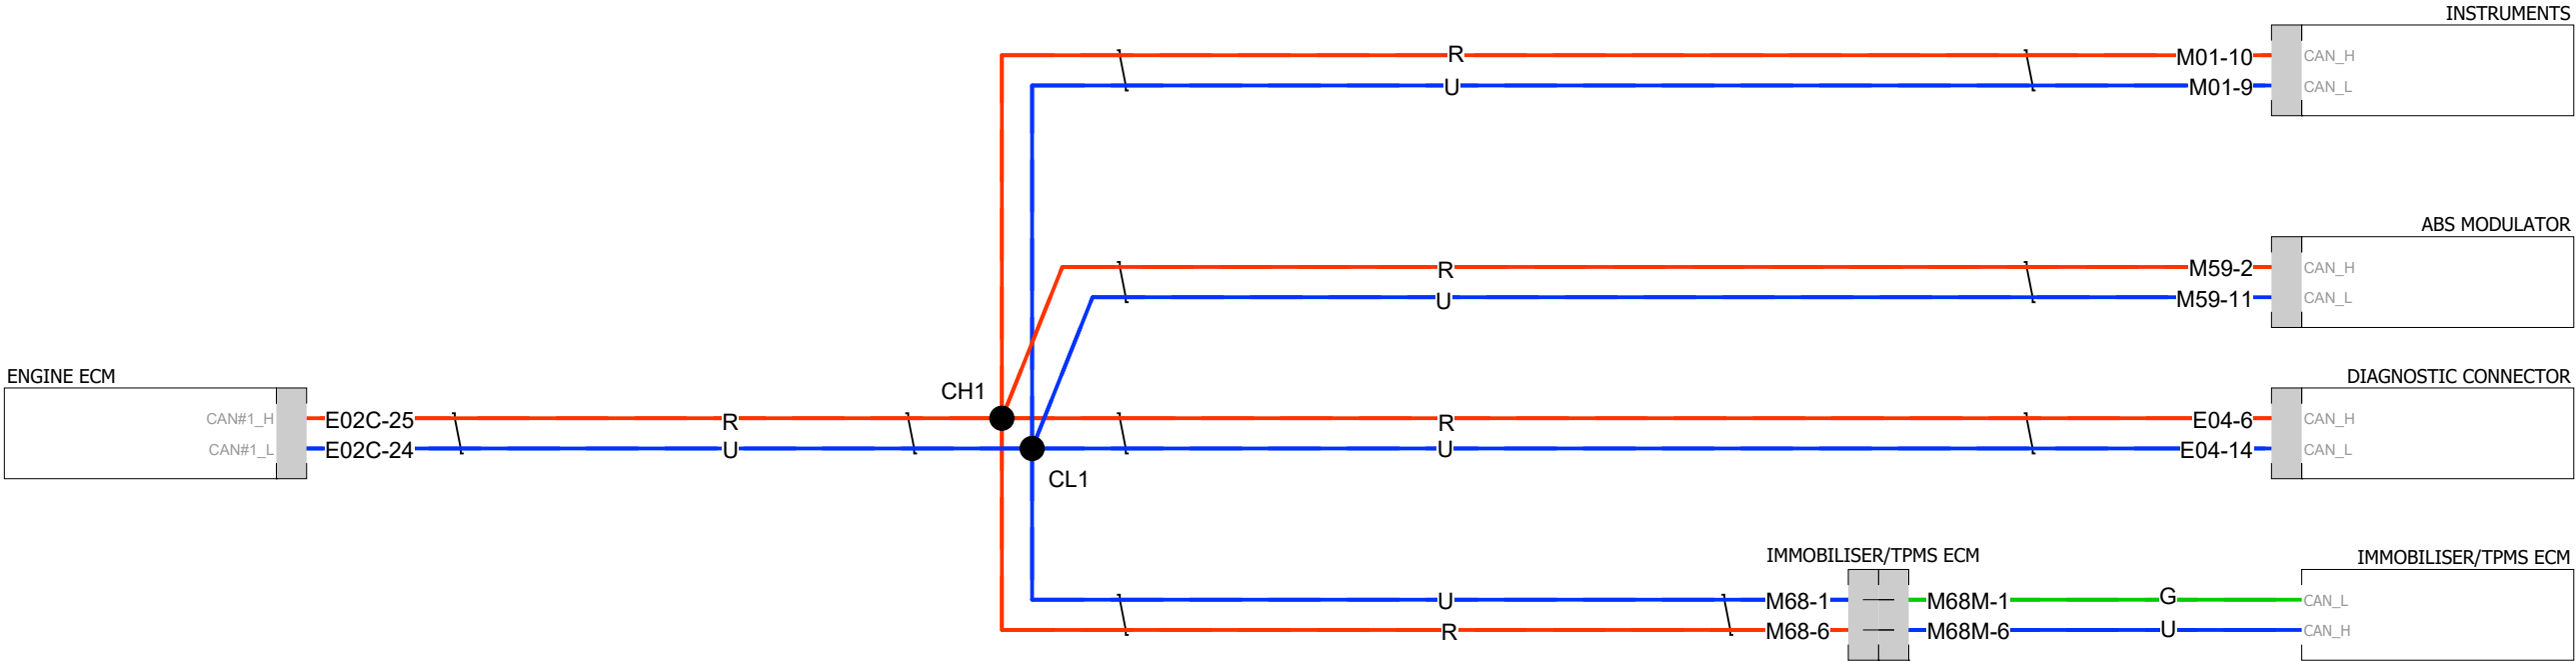 INSTRUMENTS
R
M01-10
CAN_H
U
M01-9
CAN_L
ABS MODULATOR
R
M59-2
CAN_H
U
M59-11
CAN_L
ENGINE ECM
DIAGNOSTIC CONNECTOR
CH1
CAN#1_H
E02C-25
R
R
E04-6
CAN_H
CAN#1_L
E02C-24
U
U
E04-14
CAN_L
CL1
IMMOBILISER/TPMS ECM
IMMOBILISER/TPMS ECM
U
M68-1
M68M-1
G
CAN_L
R
M68-6
M68M-6
U
CAN_H